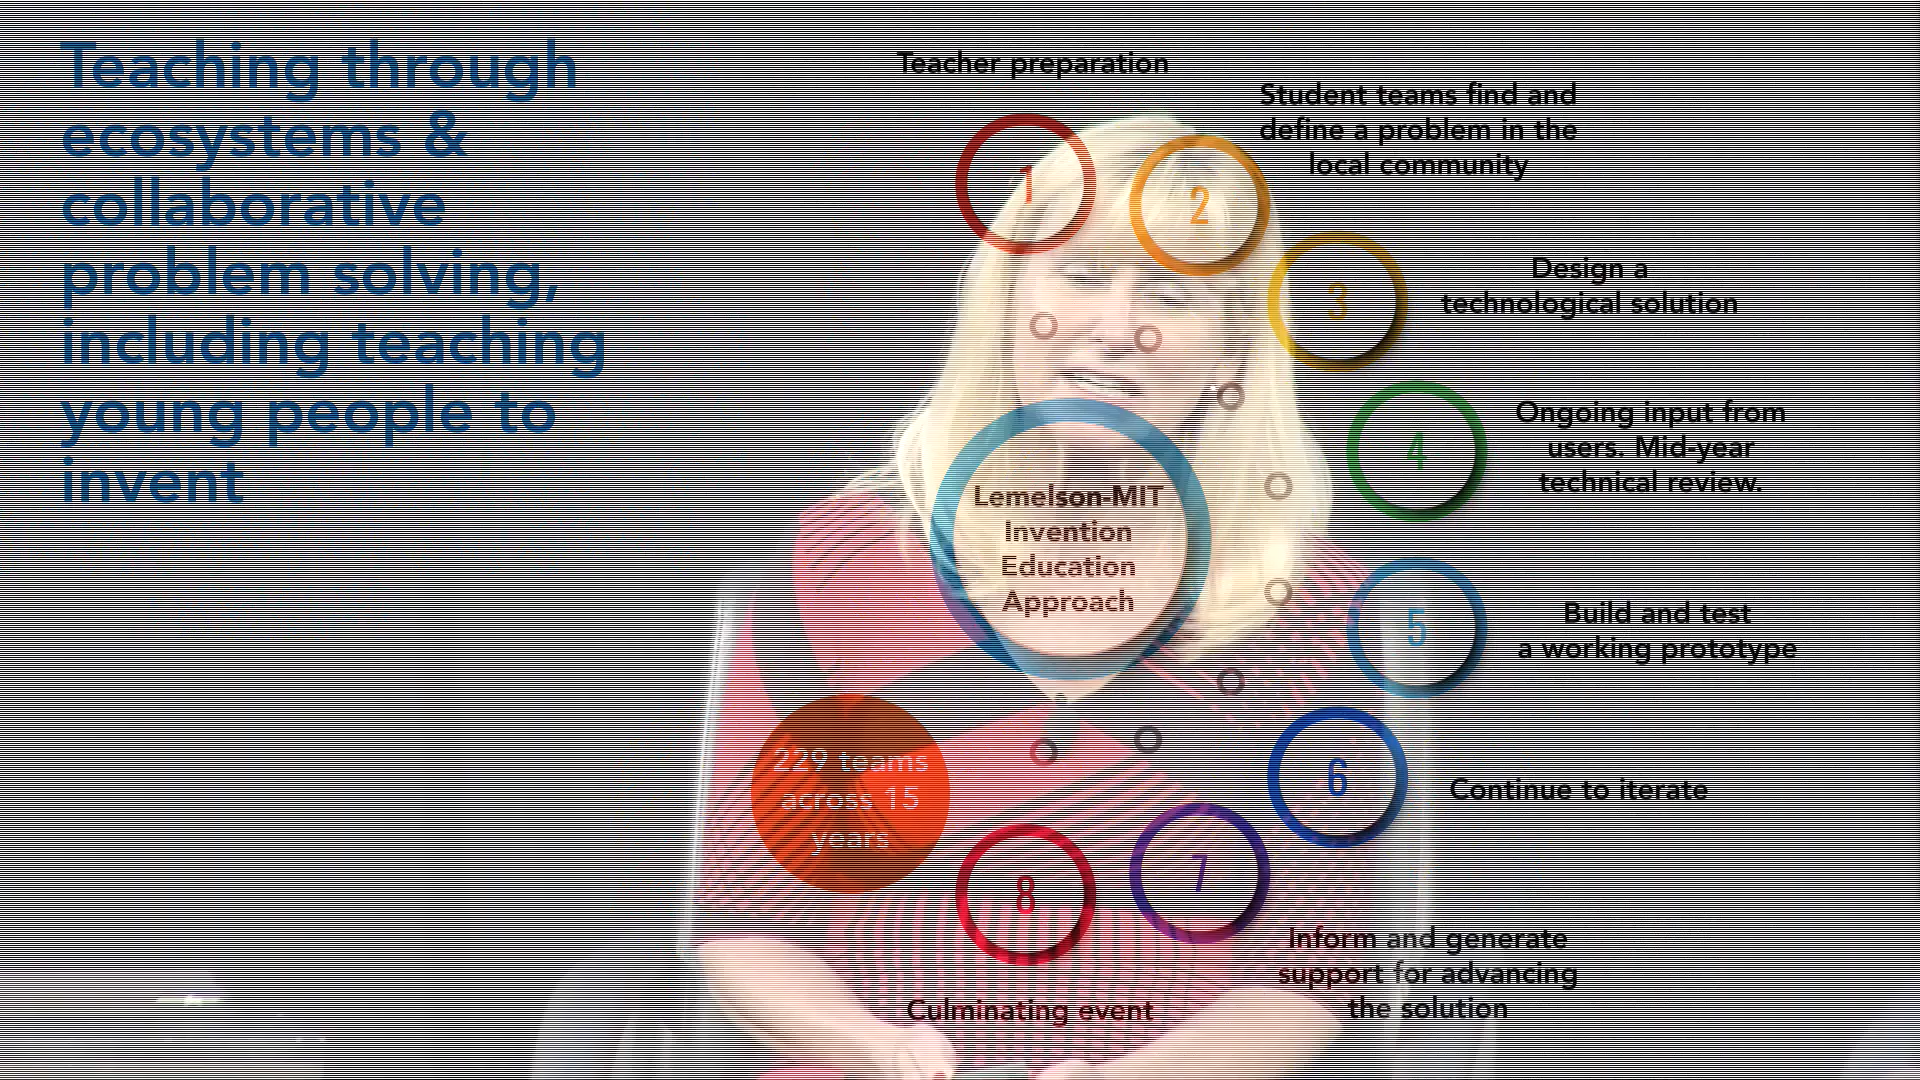 Teaching through
ecosystems &
collaborative
problem solving,
including teaching
young people to
invent
Teacher preparation
1
Student teams find and
define a problem in the
local community
2
Design a
technological solution
3
Ongoing input from
users. Mid-year
technical review.
4
Lemelson-MIT
Invention
Education
Approach
Build and test
a working prototype
5
Continue to iterate
6
229 teams
across 15
years
Inform and generate
support for advancing
the solution
7
Culminating event
8